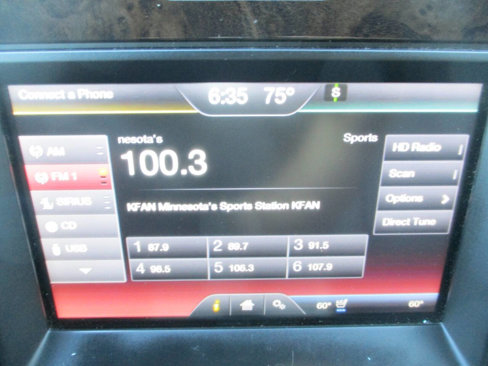 Connect a Phone
6:35 75°
$
AM
FM 1
SIRIUS
CD
USB
nesota's
Sports
100.3
KFAN Minnesota's Sports Station KFAN
1 87.9 2 89.7 3 91.5
4 96.5 5 105.3 6 107.9
HD Radio
Scan
Options
Direct Tune
i
60° 60°